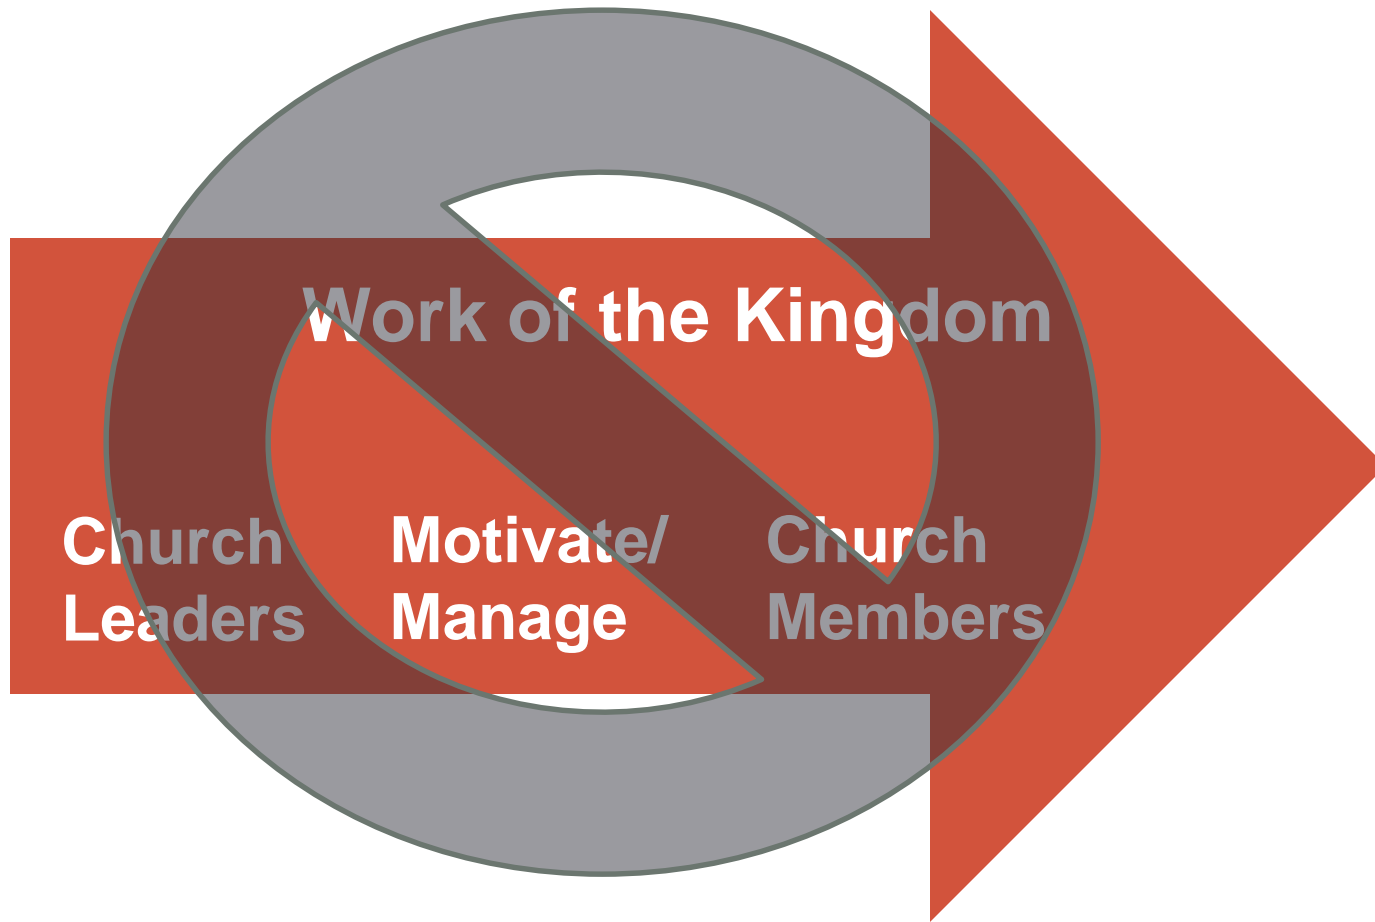 Work of the Kingdom
Church
Leaders
Motivate/
Manage
Church
Members